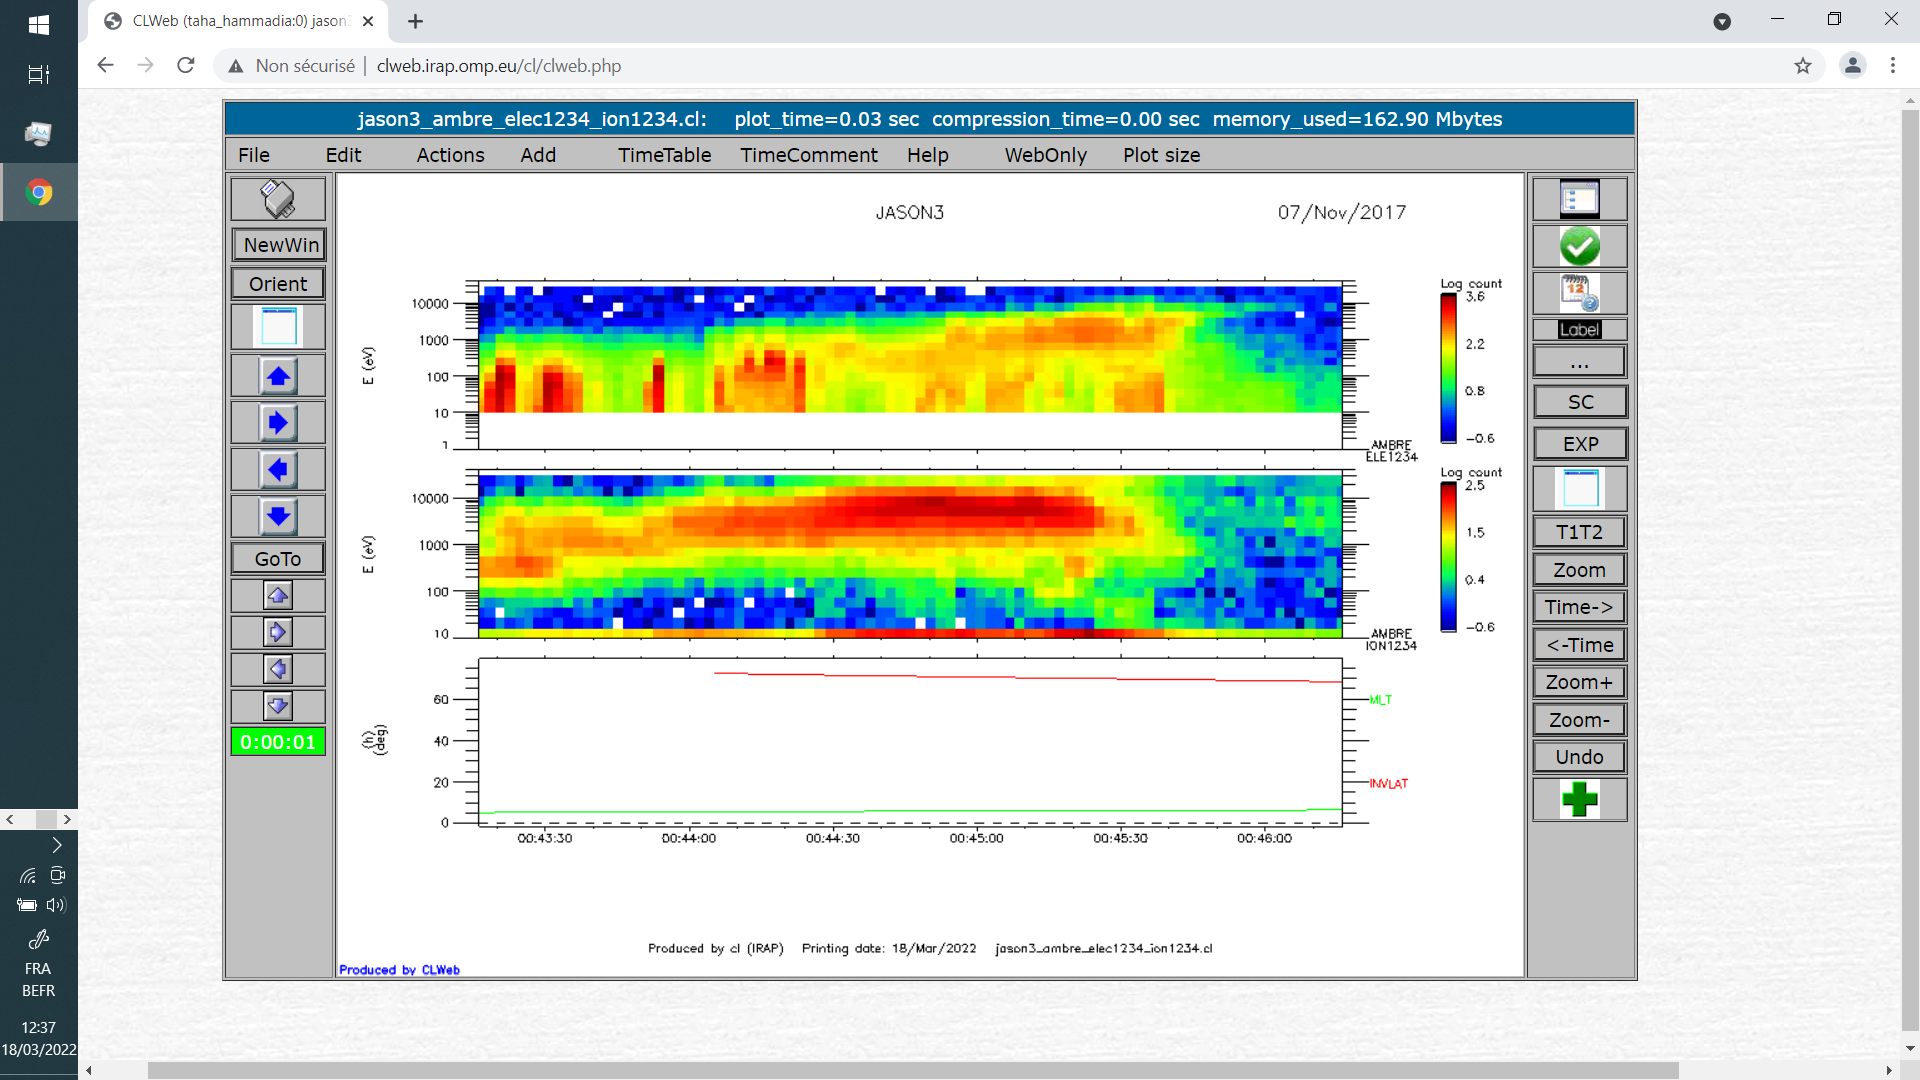 CLWeb (taha_hammadia:0) jason3
Non sécurisé | clweb.irap.omp.eu/cl/clweb.php
jason3_ambre_elec1234_ion1234.cl: plot_time=0.03 sec compression_time=0.00 sec memory_used=162.90 Mbytes
File Edit Actions Add TimeTable TimeComment Help WebOnly Plot size
NewWin
Orient
GoTo
0:00:01
JASON3 07/Nov/2017
Log count
3.6
2.2
0.8
-0.6
10000
1000
100
10
1
E (eV)
AMBRE
ELE1234
Log count
2.5
1.5
0.4
-0.6
10000
1000
100
10
E (eV)
AMBRE
ION1234
60
40
20
0
(h)
(deg)
MLT
INVLAT
00:43:30 00:44:00 00:44:30 00:45:00 00:45:30 00:46:00
Produced by cl (IRAP) Printing date: 18/Mar/2022 jason3_ambre_elec1234_ion1234.cl
Produced by CLWeb
12
Label
...
SC
EXP
T1T2
Zoom
Time->
<-Time
Zoom+
Zoom-
Undo
FRA
BEFR
12:37
18/03/2022